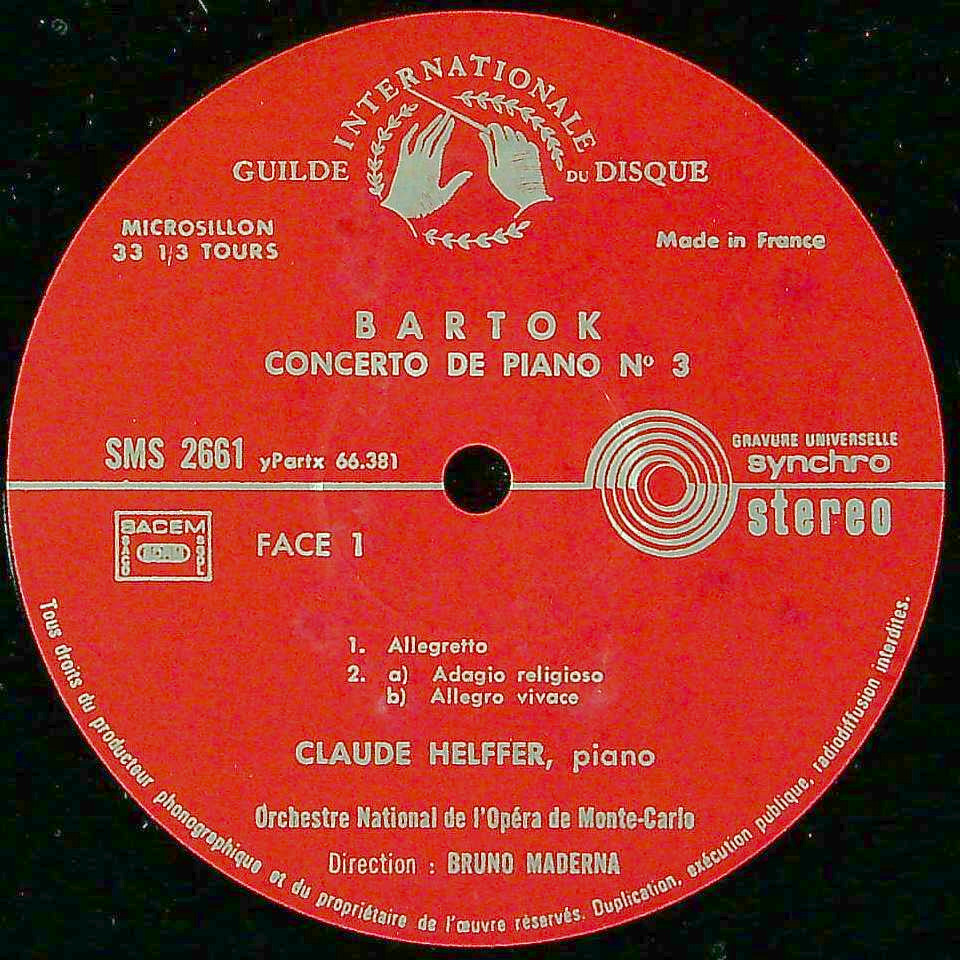 INTERNATIONALE
GUILDE DU DISQUE
MICROSILLON
33 1/3 TOURS
Made in France
BARTOK
CONCERTO DE PIANO Nº 3
SMS 2661 yPartx 66.381
GRAVURE UNIVERSELLE
synchro
stereo
SACEM
FACE 1
1. Allegretto
2. a) Adagio religioso
b) Allegro vivace
CLAUDE HELFFER, piano
Orchestre National de l'Opéra de Monte-Carlo
Direction : BRUNO MADERNA
Tous droits du producteur phonographique et du propriétaire de l'œuvre réservés. Duplication, exécution publique, radiodiffusion interdites.